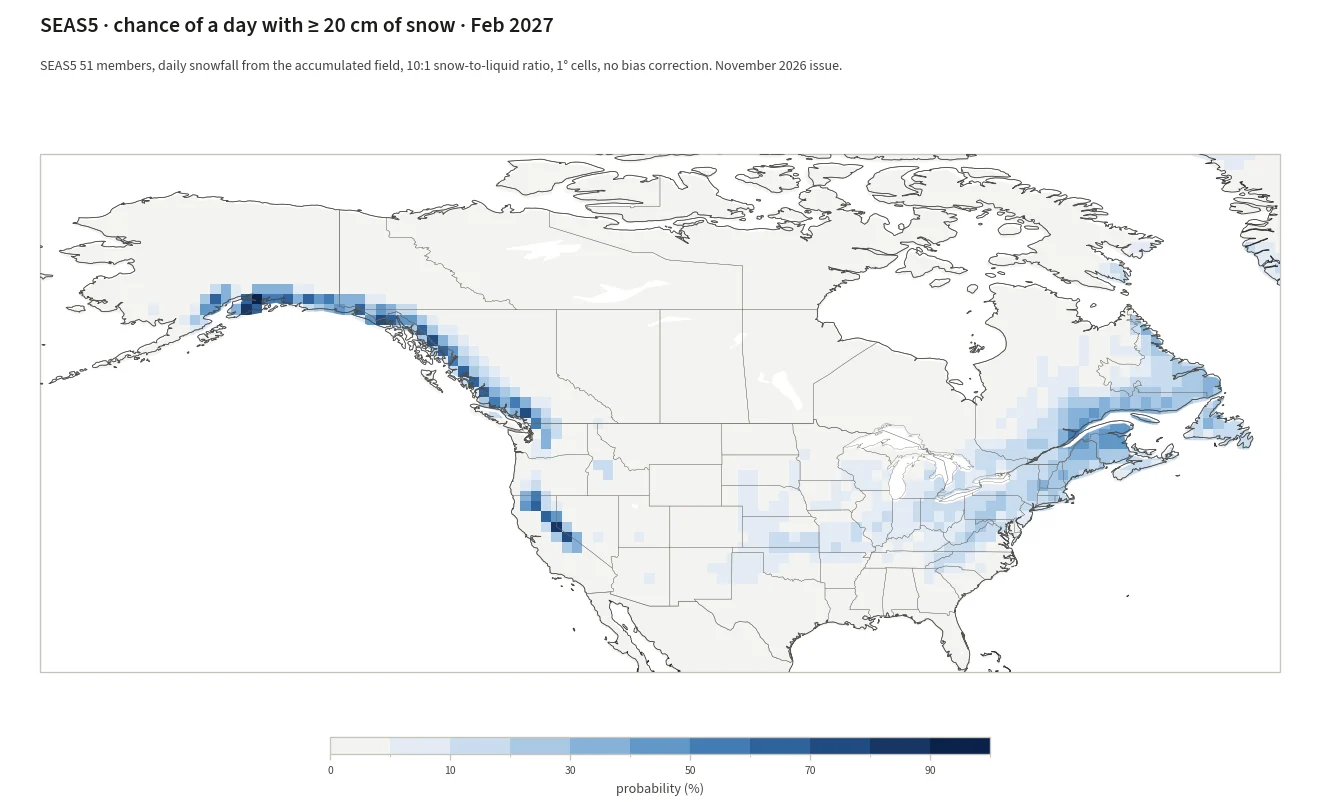 SEAS5 · chance of a day with ≥ 20 cm of snow · Feb 2027
SEAS5 51 members, daily snowfall from the accumulated field, 10:1 snow-to-liquid ratio, 1° cells, no bias correction. November 2026 issue.
0 10 30 50 70 90
probability (%)